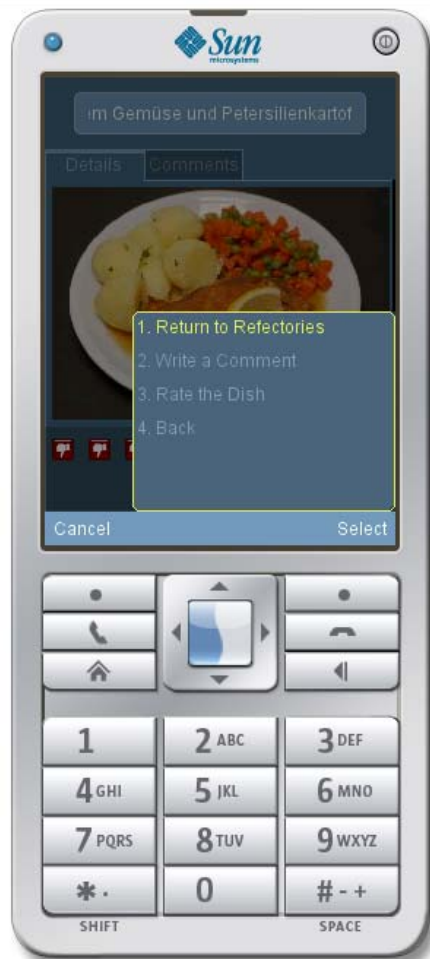 Sun
microsystems
m Gemüse und Petersilienkartof
Details Comments
1. Return to Refectories
2. Write a Comment
3. Rate the Dish
4. Back
Cancel Select
1 2 ABC 3 DEF
4 GHI 5 JKL 6 MNO
7 PQRS 8 TUV 9 WXYZ
* . 0 # - +
SHIFT SPACE